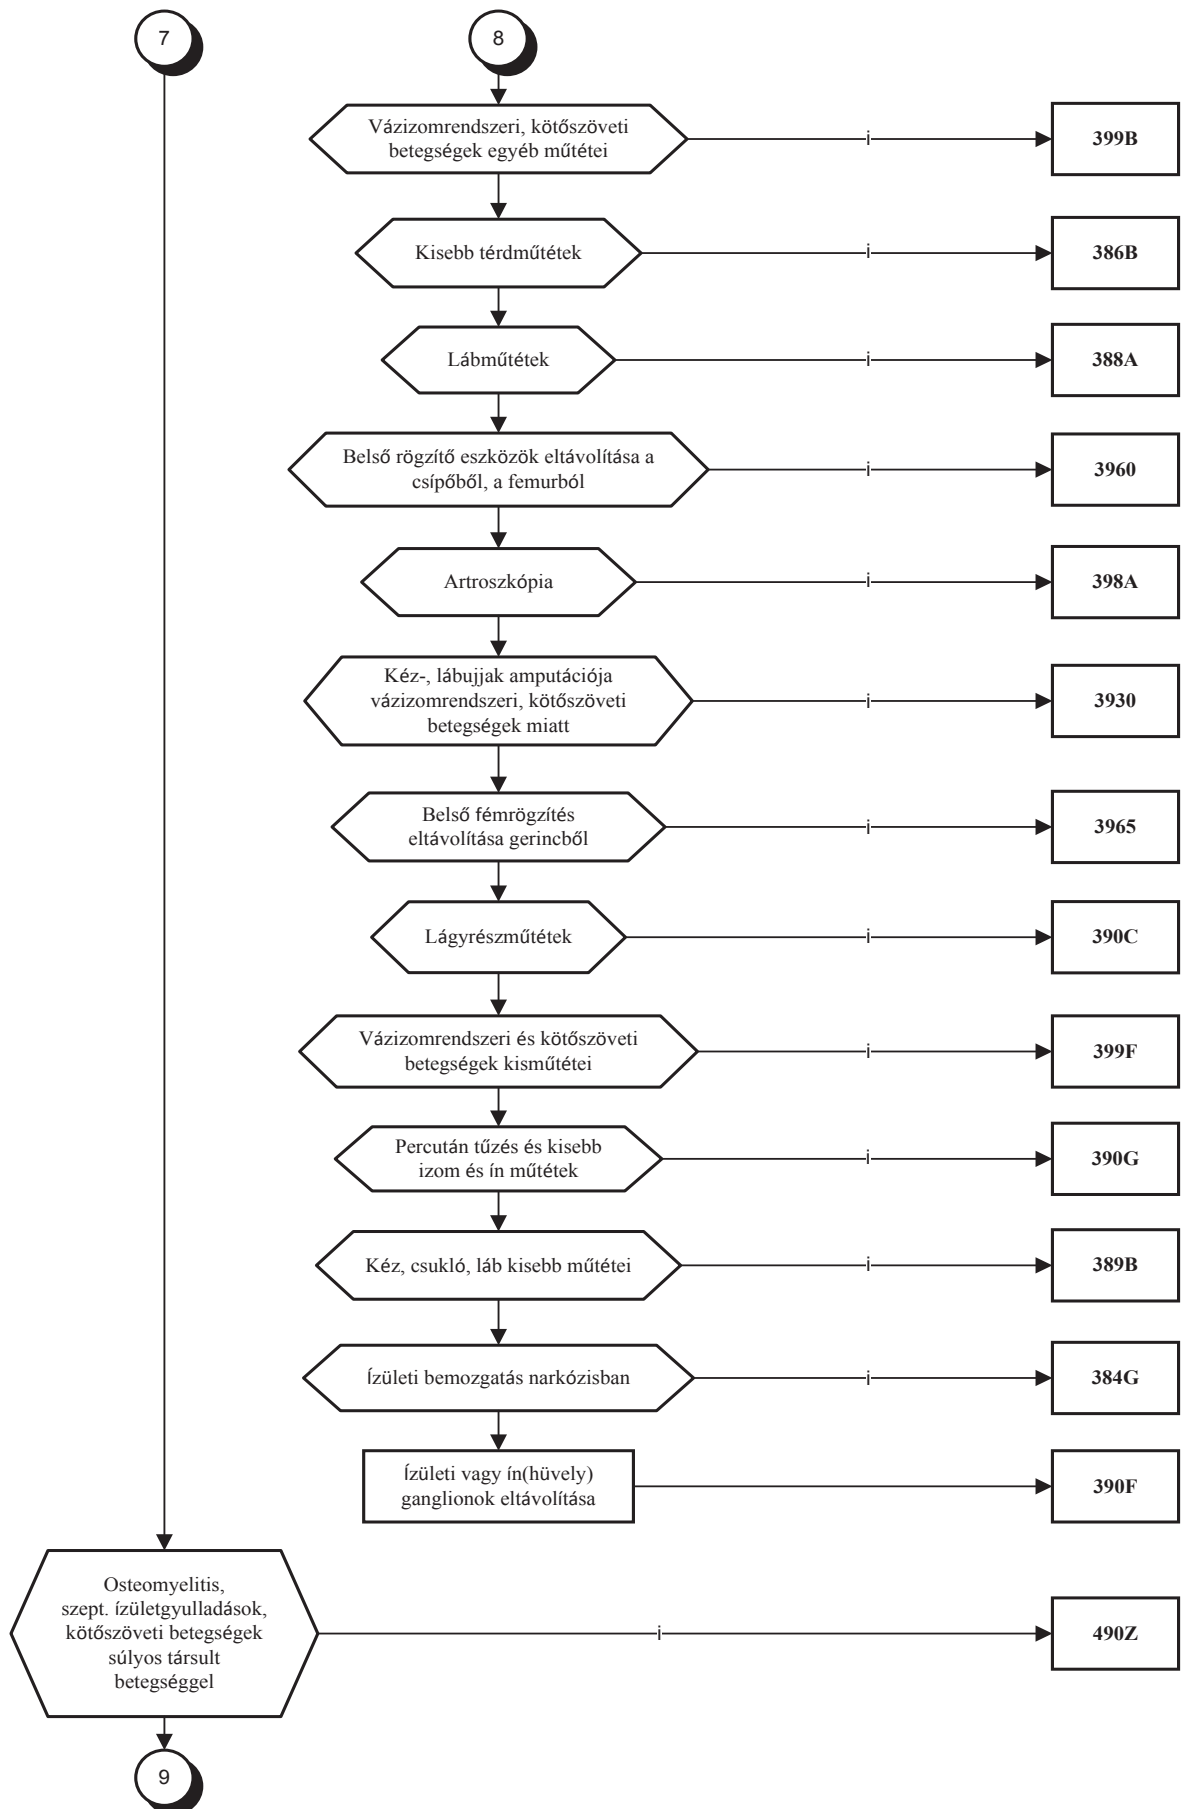 7
8
Vázizomrendszeri, kötőszöveti
betegségek egyéb műtétei
i
399B
Kisebb térdműtétek
i
386B
Lábműtétek
i
388A
Belső rögzítő eszközök eltávolítása a
csípőből, a femurból
i
3960
Artroszkópia
i
398A
Kéz-, lábujjak amputációja
vázizomrendszeri, kötőszöveti
betegségek miatt
i
3930
Belső fémrögzítés
eltávolítása gerincből
i
3965
Lágyrészműtétek
i
390C
Vázizomrendszeri és kötőszöveti
betegségek kisműtétei
i
399F
Percután tűzés és kisebb
izom és ín műtétek
i
390G
Kéz, csukló, láb kisebb műtétei
i
389B
Ízületi bemozgatás narkózisban
i
384G
Ízületi vagy ín(hüvely)
ganglionok eltávolítása
390F
Osteomyelitis,
szept. ízületgyulladások,
kötőszöveti betegségek
súlyos társult
betegséggel
i
490Z
9